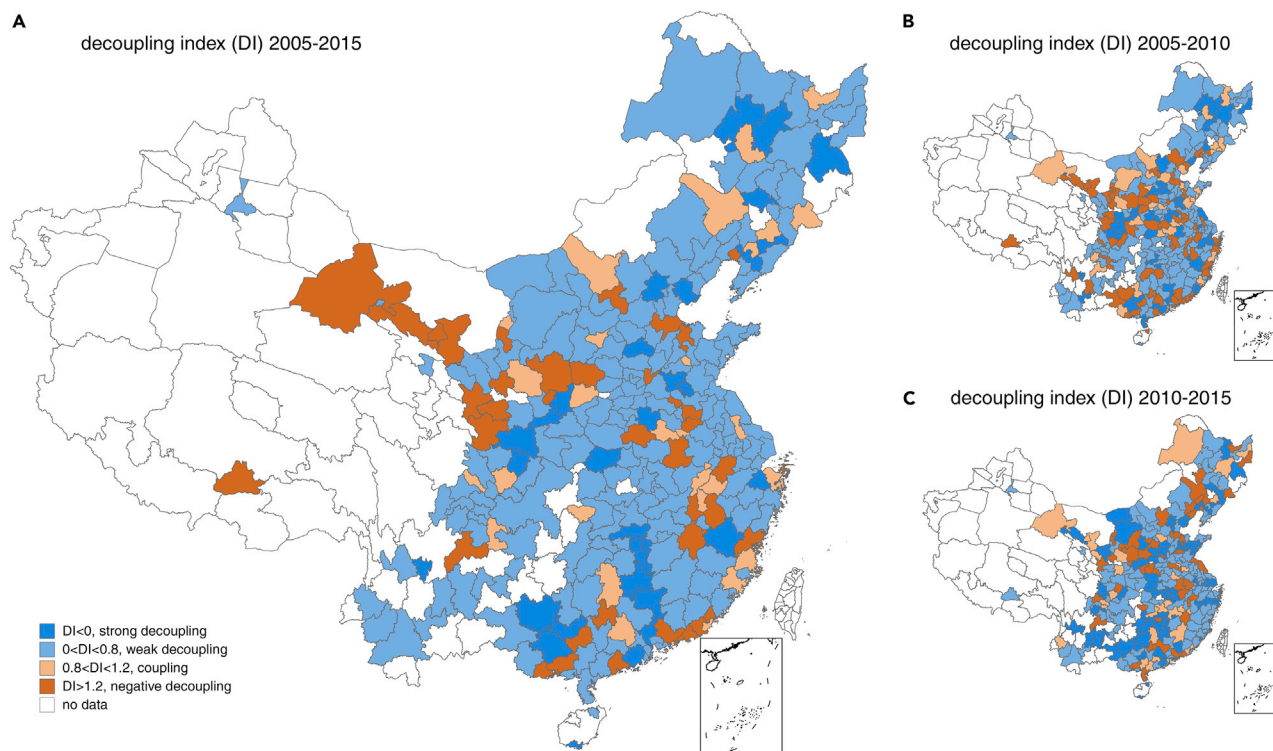 A
decoupling index (DI) 2005-2015
B
decoupling index (DI) 2005-2010
C
decoupling index (DI) 2010-2015
DI<0, strong decoupling
0<DI<0.8, weak decoupling
0.8<DI<1.2, coupling
DI>1.2, negative decoupling
no data